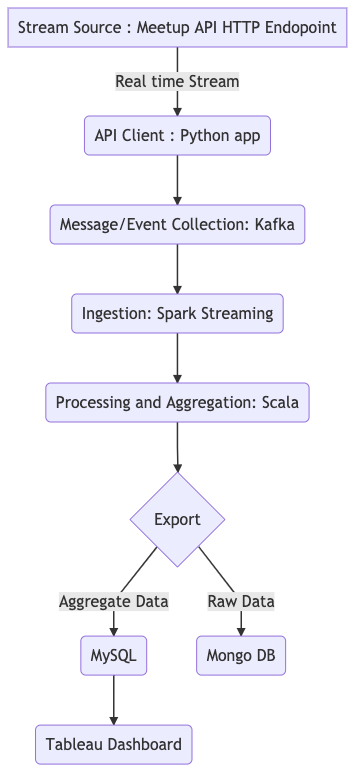 Stream Source : Meetup API HTTP Endopoint
Real time Stream
API Client : Python app
Message/Event Collection: Kafka
Ingestion: Spark Streaming
Processing and Aggregation: Scala
Export
Aggregate Data
Raw Data
MySQL
Mongo DB
Tableau Dashboard